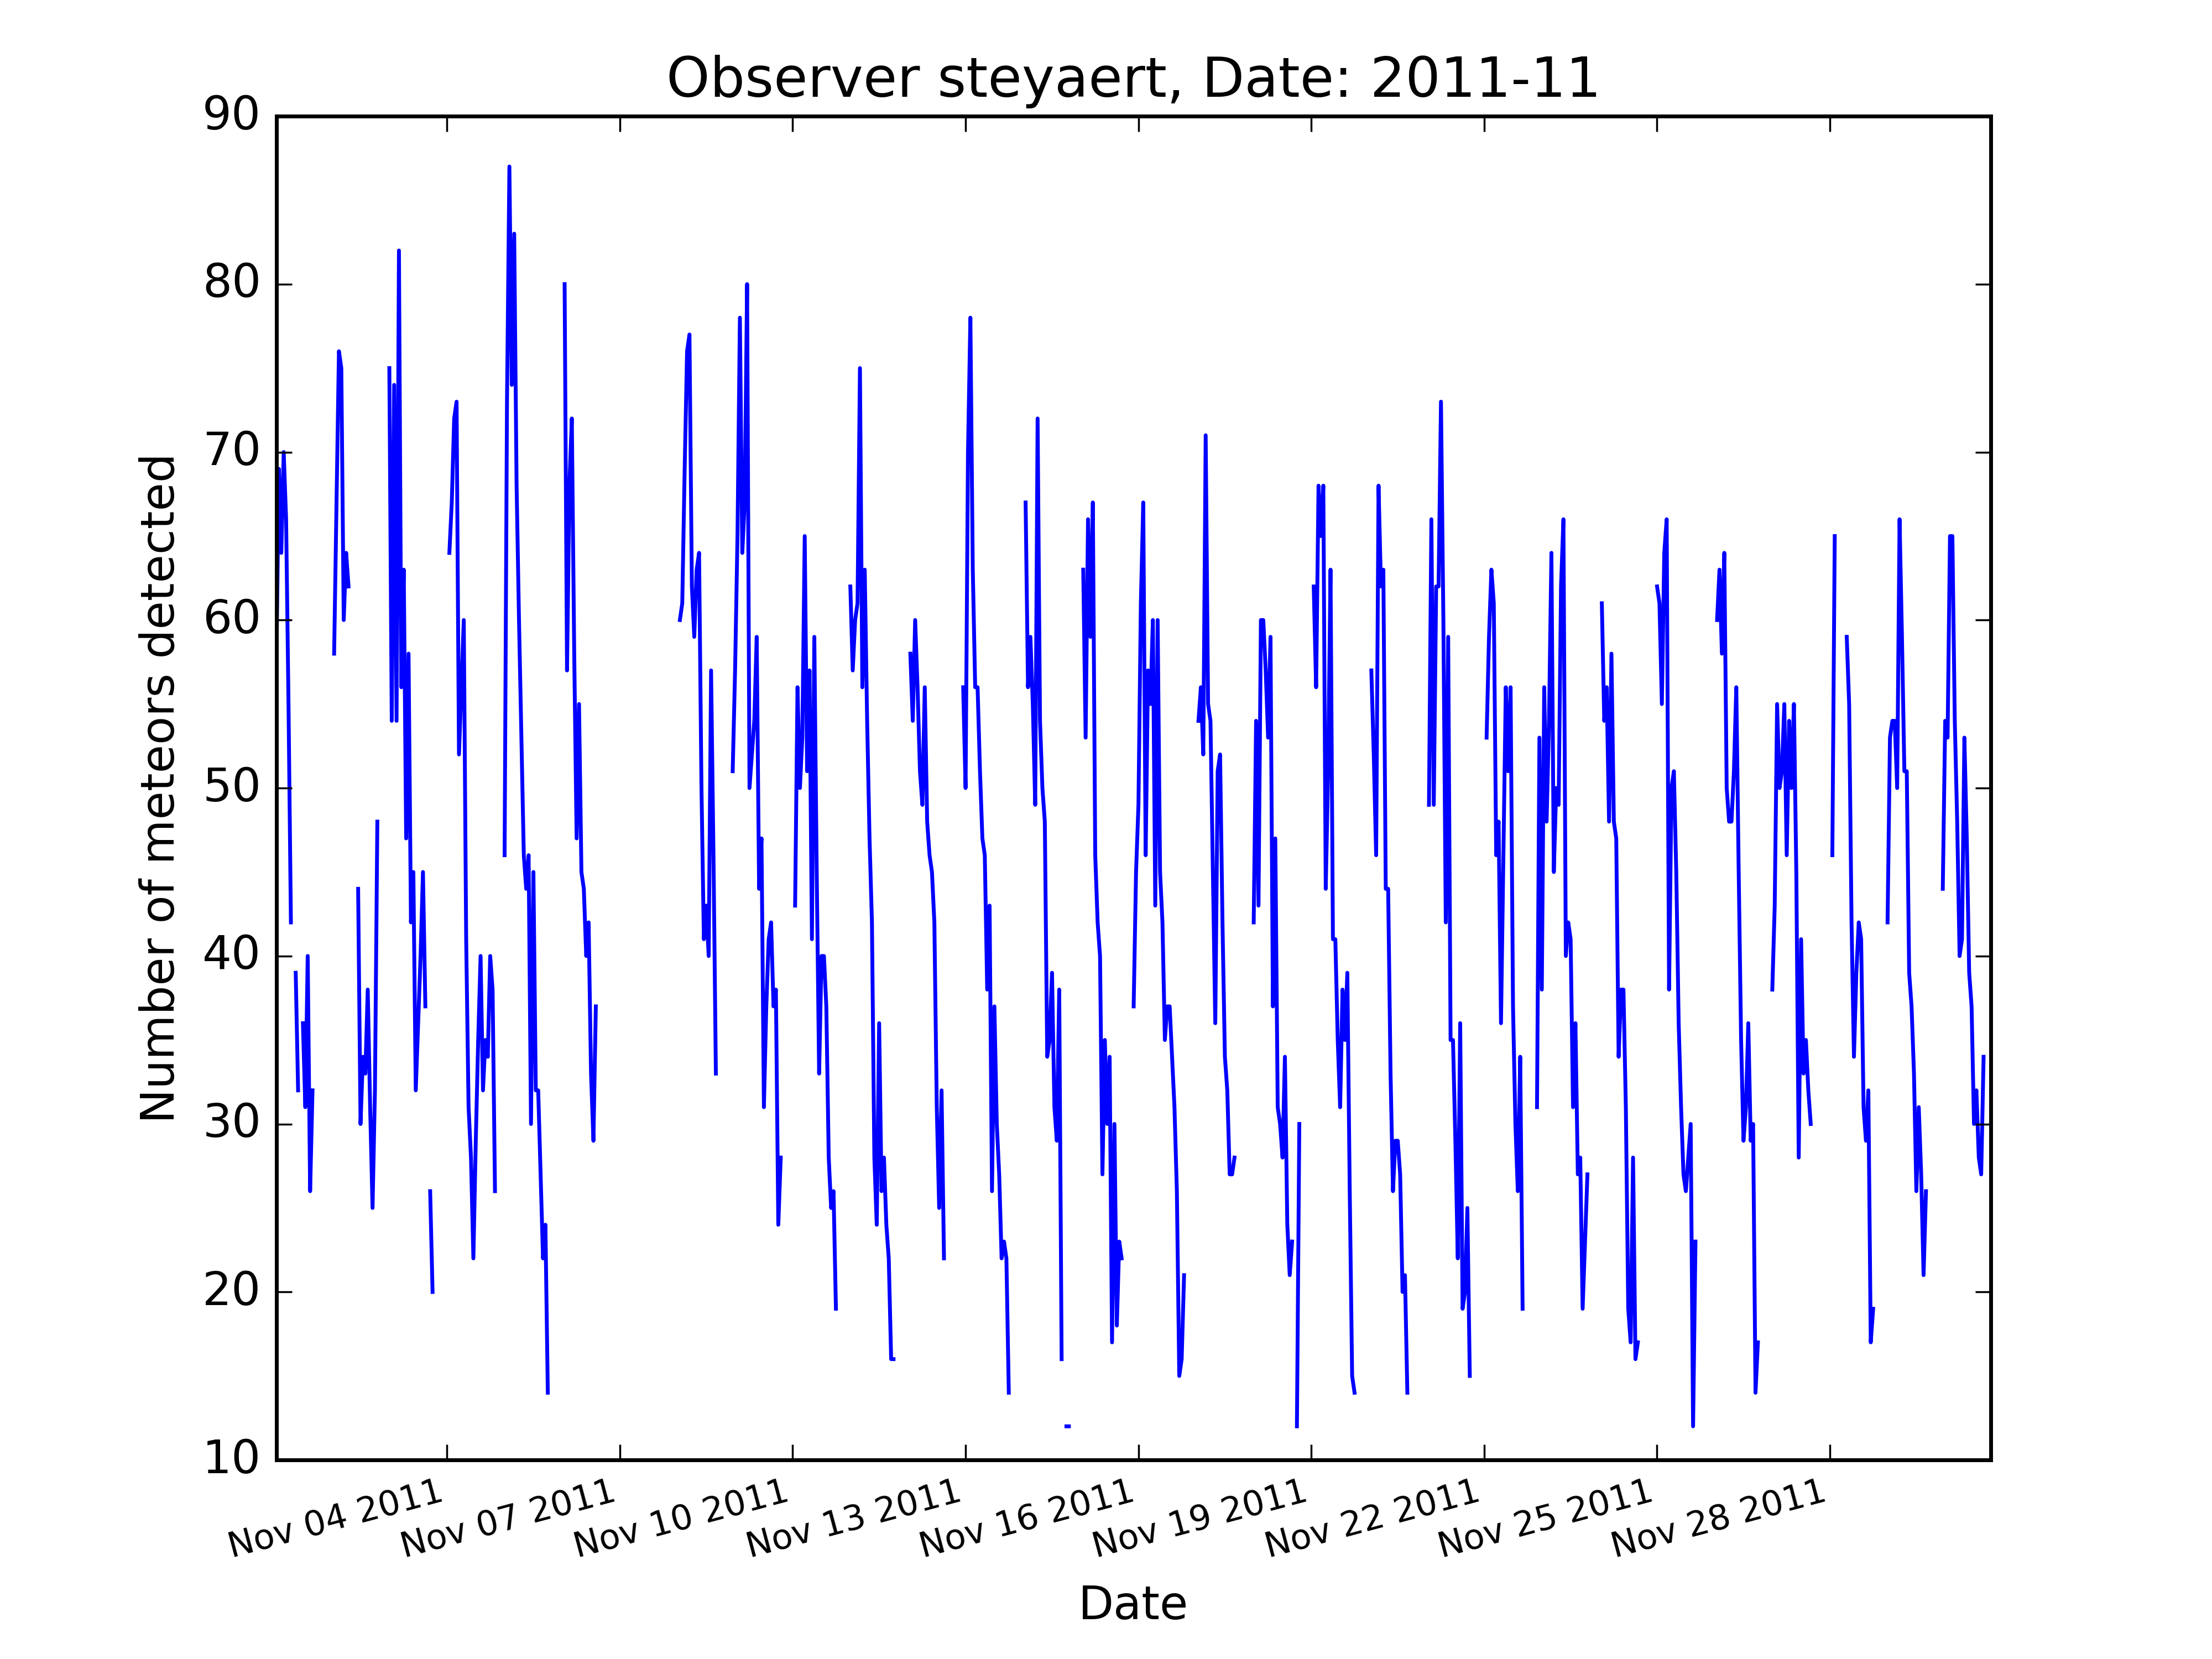 Observer steyaert, Date: 2011-11
90
80
70
60
50
40
30
20
10
Number of meteors detected
Nov 04 2011
Nov 07 2011
Nov 10 2011
Nov 13 2011
Nov 16 2011
Nov 19 2011
Nov 22 2011
Nov 25 2011
Nov 28 2011
Date